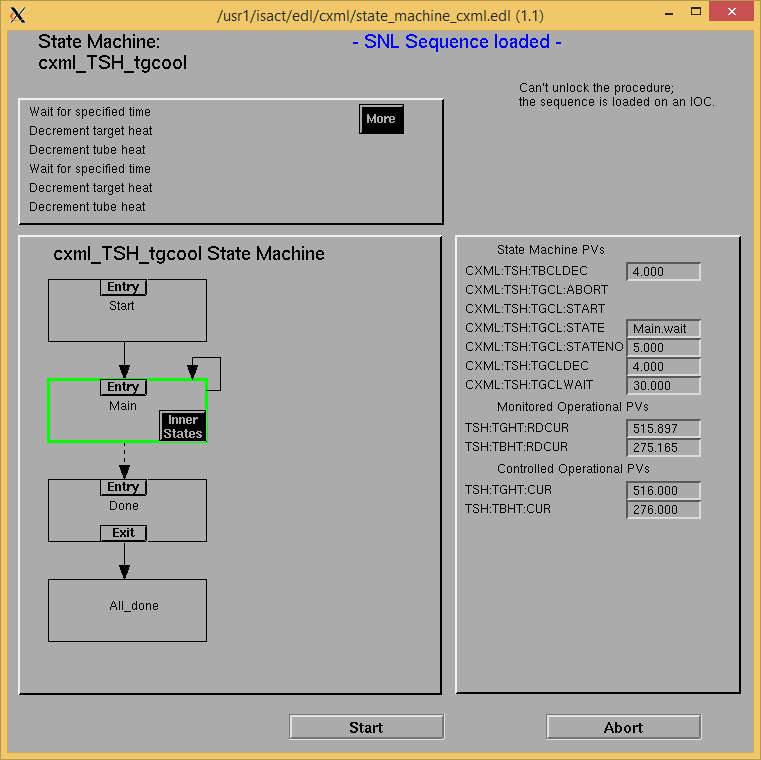 /usr1/isact/edl/cxml/state_machine_cxml.edl (1.1)
State Machine:
cxml_TSH_tgcool
- SNL Sequence loaded -
Can't unlock the procedure;
the sequence is loaded on an IOC.
Wait for specified time
Decrement target heat
Decrement tube heat
Wait for specified time
Decrement target heat
Decrement tube heat
More
cxml_TSH_tgcool State Machine
Entry
Start
Entry
Main
Inner
States
Entry
Done
Exit
All_done
State Machine PVs
CXML:TSH:TBCLDEC 4.000
CXML:TSH:TGCL:ABORT
CXML:TSH:TGCL:START
CXML:TSH:TGCL:STATE Main.wait
CXML:TSH:TGCL:STATENO 5.000
CXML:TSH:TGCLDEC 4.000
CXML:TSH:TGCLWAIT 30.000
Monitored Operational PVs
TSH:TGHT:RDCUR 515.897
TSH:TBHT:RDCUR 275.165
Controlled Operational PVs
TSH:TGHT:CUR 516.000
TSH:TBHT:CUR 276.000
Start
Abort